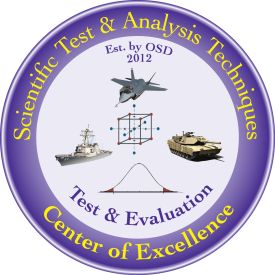 Scientific Test & Analysis Techniques
Est. by OSD
2012
Test & Evaluation
Center of Excellence